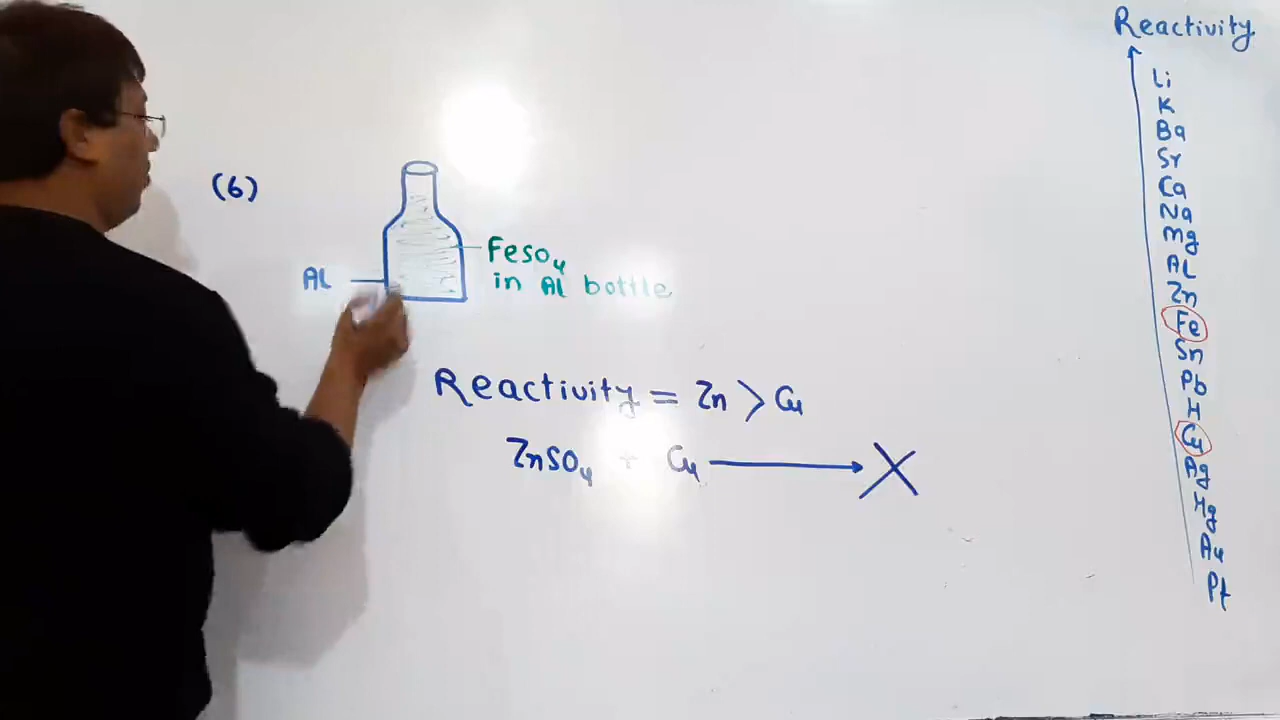 (6)
Al
FeSO₄
in Al bottle
Reactivity = Zn > Cu
ZnSO₄ + Cu ⟶ X
Reactivity
Li
K
Ba
Sr
Ca
Na
Mg
Al
Zn
Fe
Sn
Pb
H
Cu
Ag
Hg
Au
Pt